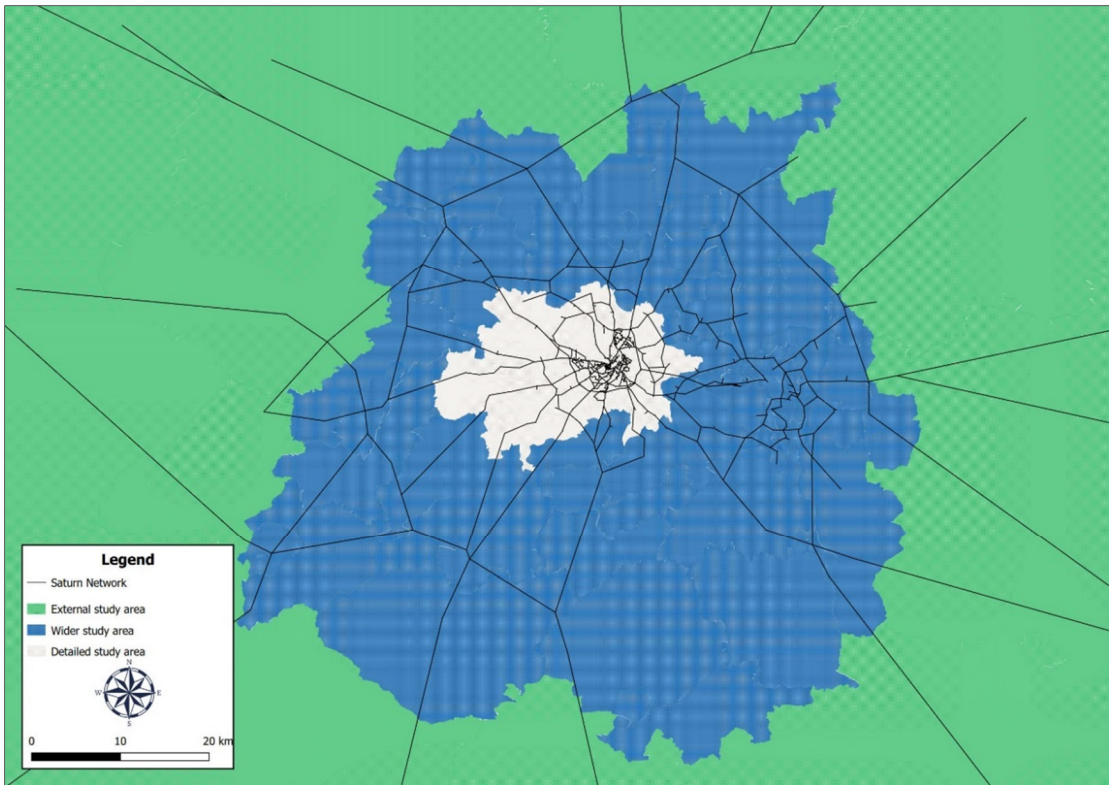 Legend
Saturn Network
External study area
Wider study area
Detailed study area
N
W E
S
0 10 20 km